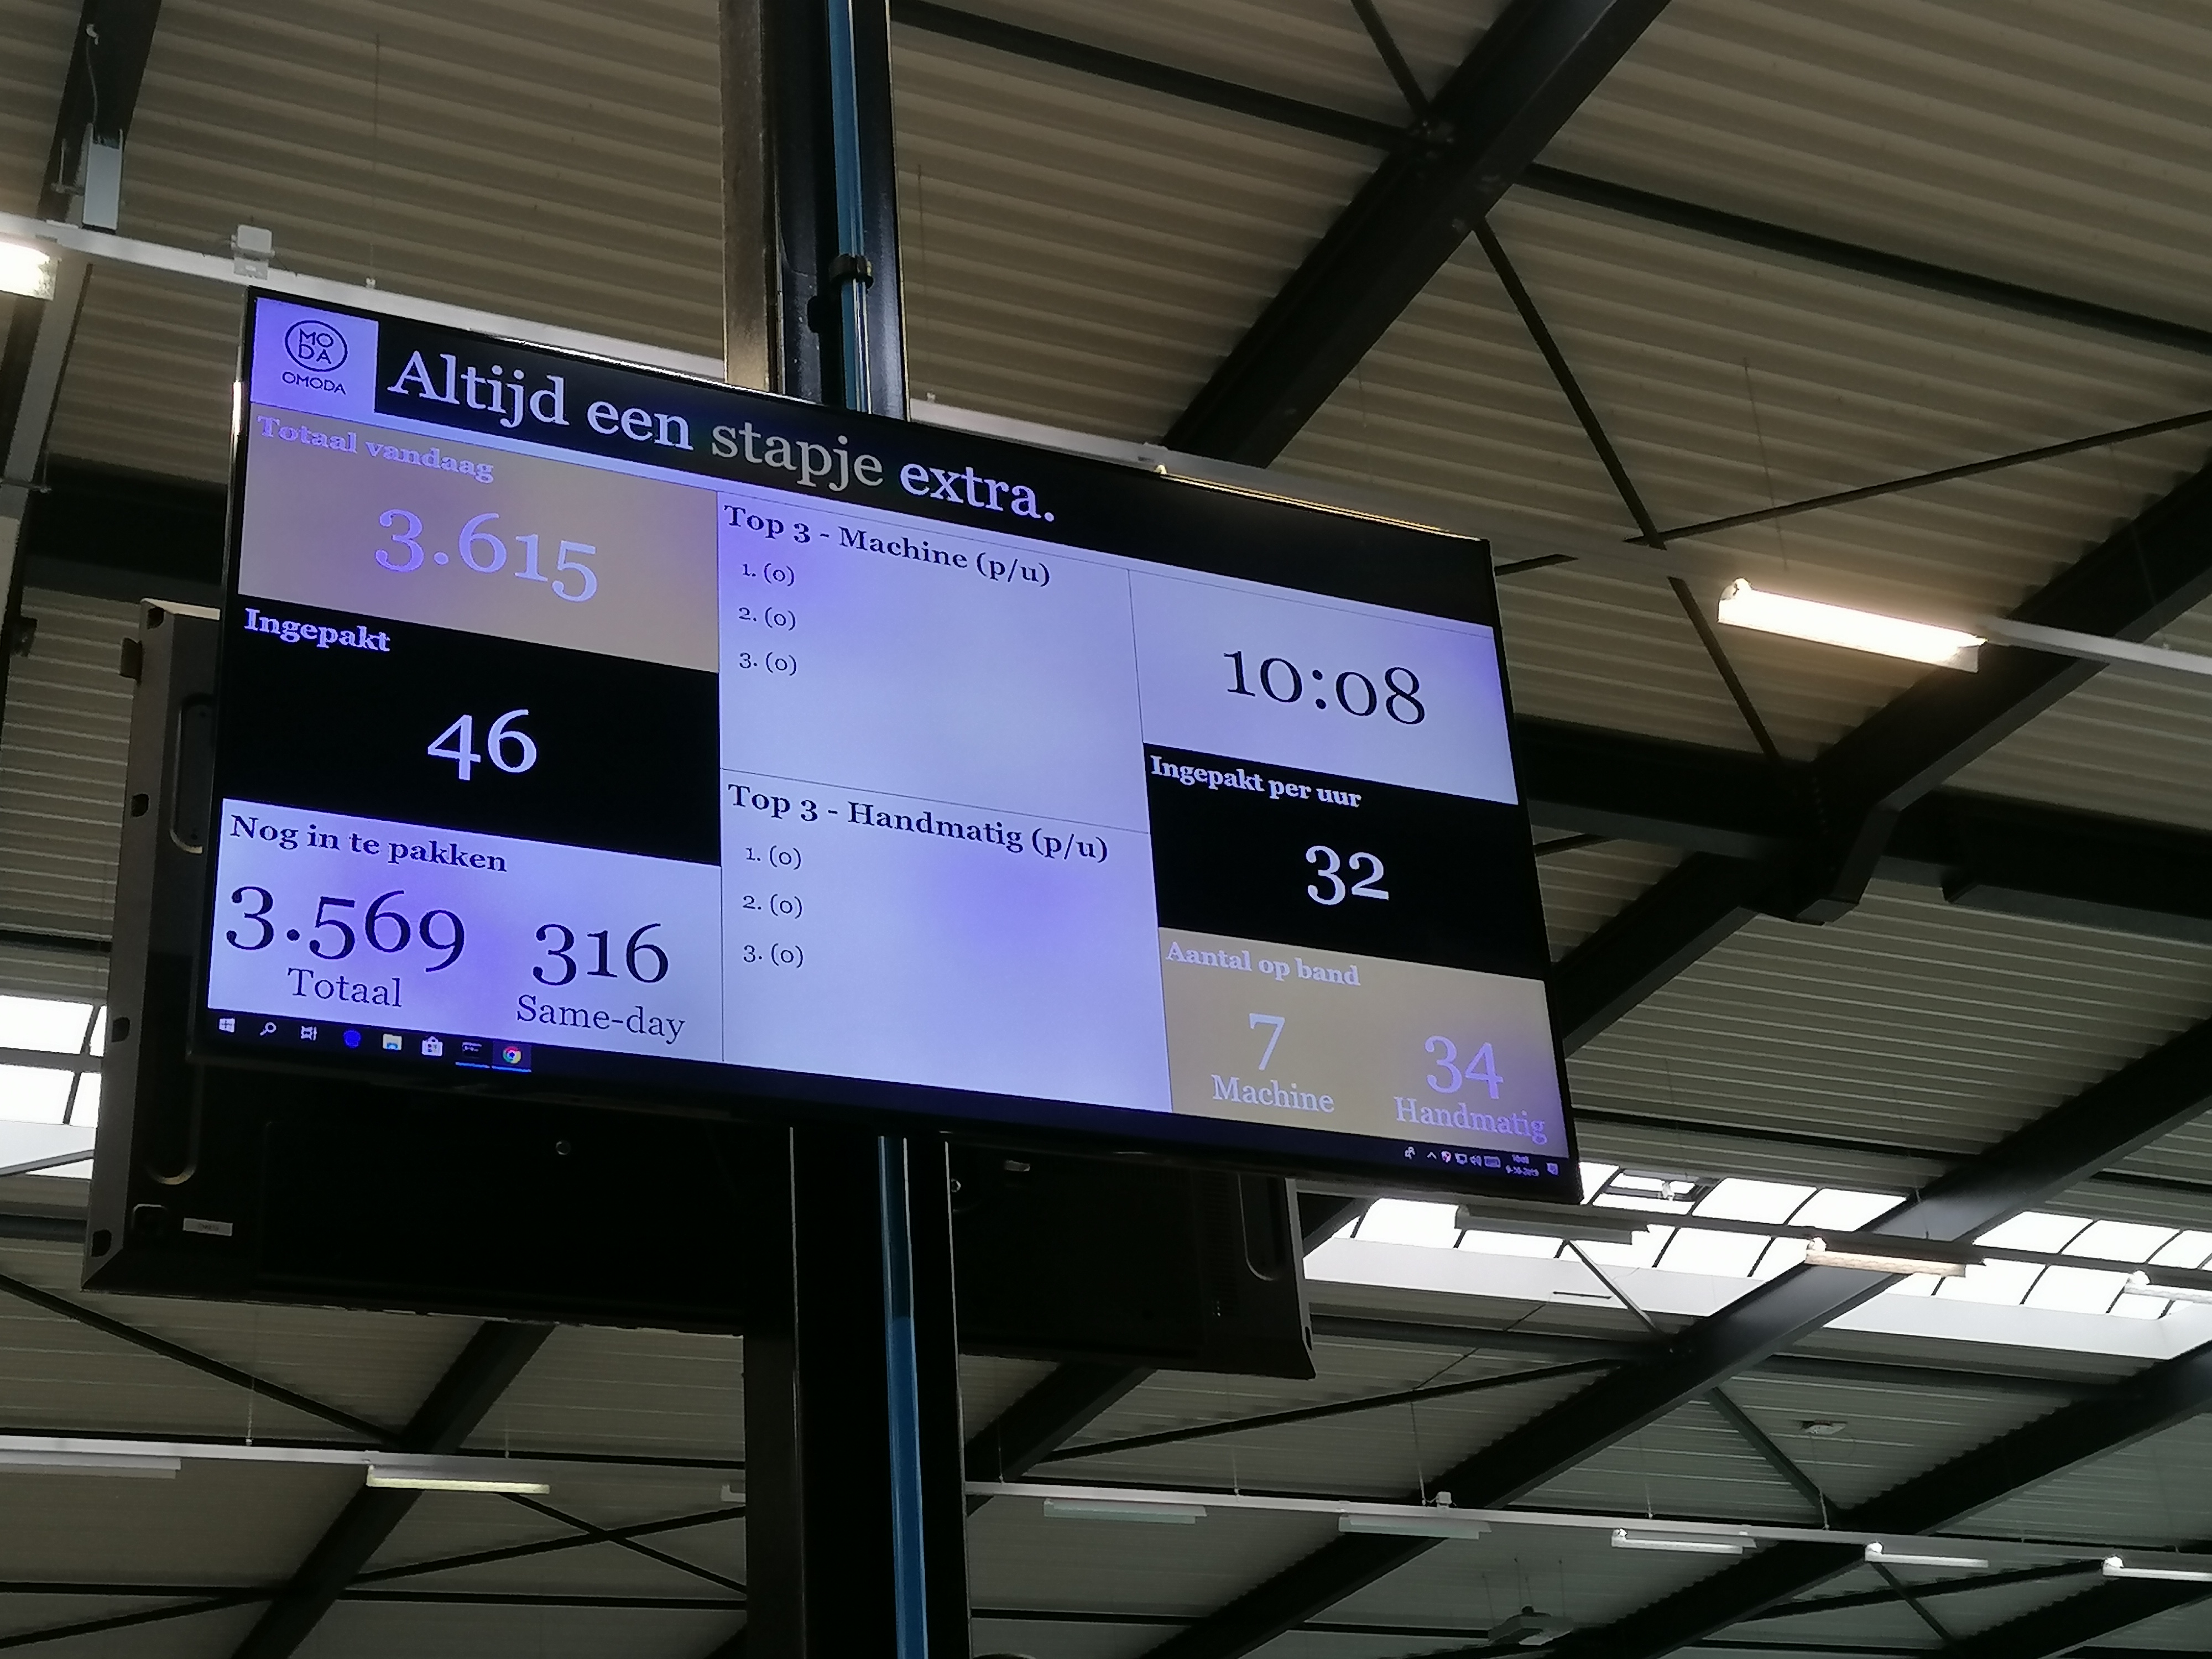 MO
DA
OMODA
Altijd een stapje extra.
Totaal vandaag
3.615
Ingepakt
46
Nog in te pakken
3.569
Totaal
316
Same-day
Top 3 - Machine (p/u)
1. (0)
2. (0)
3. (0)
Top 3 - Handmatig (p/u)
1. (0)
2. (0)
3. (0)
10:08
Ingepakt per uur
32
Aantal op band
7
Machine
34
Handmatig